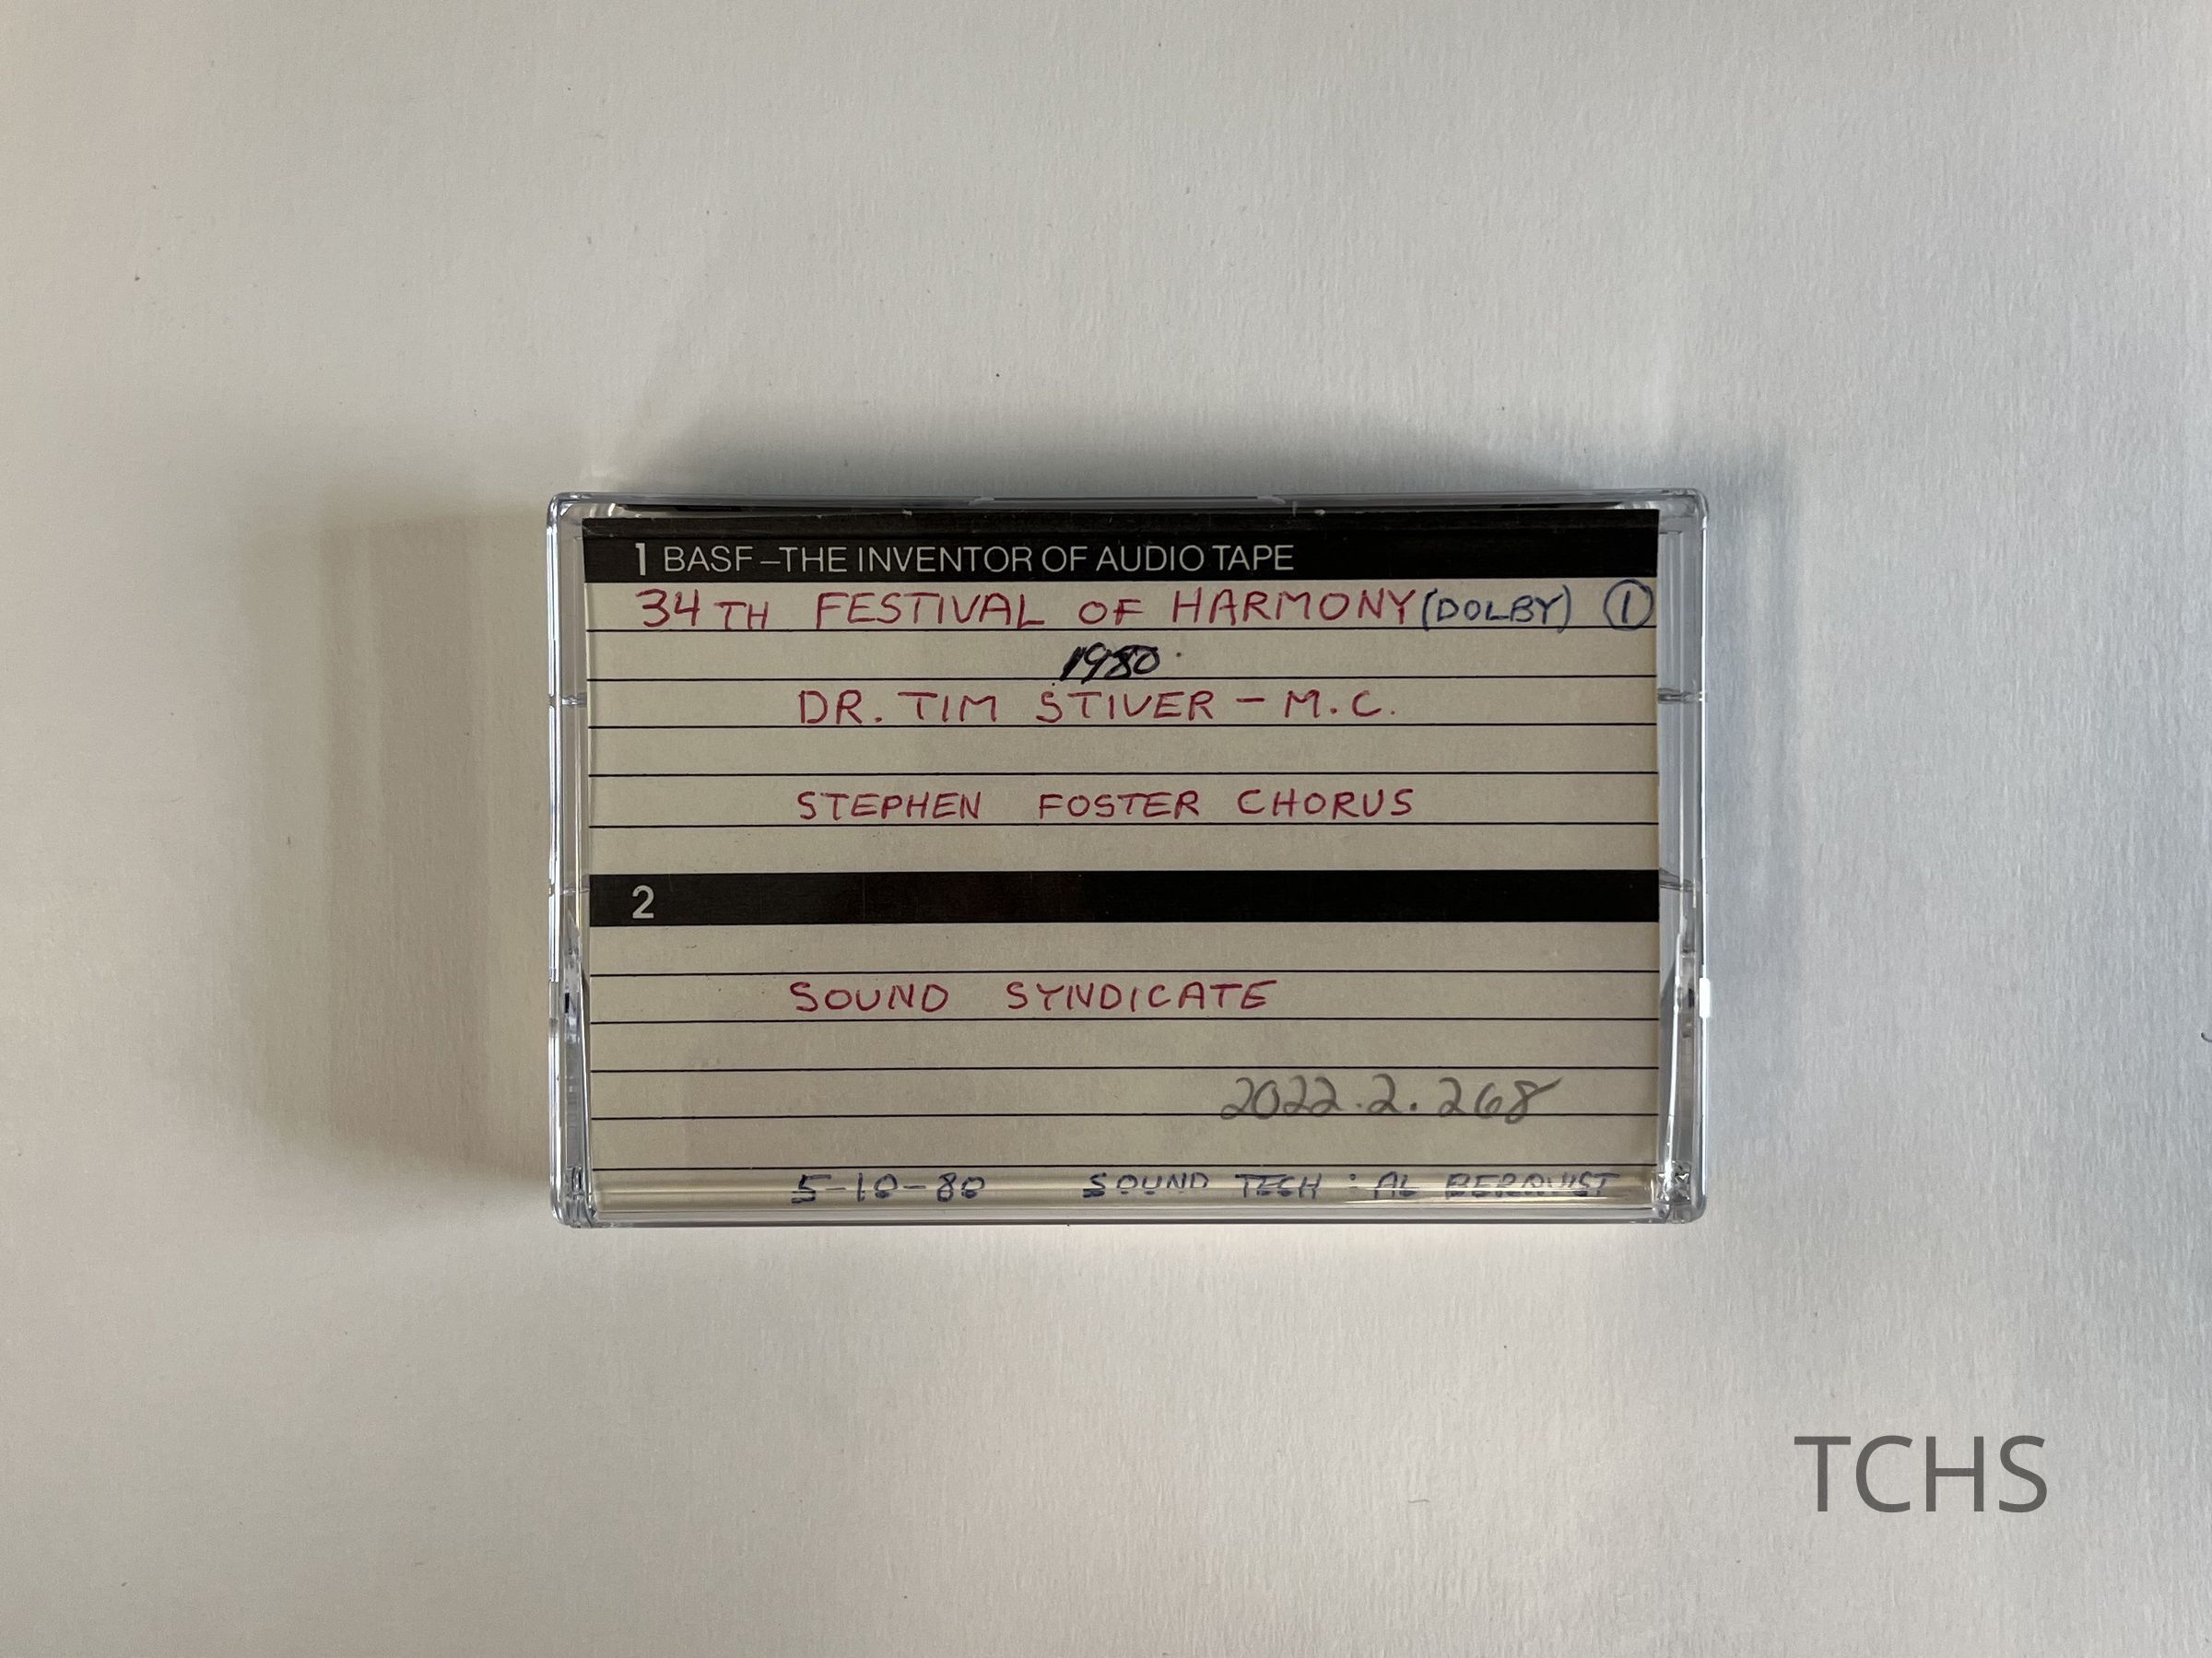 1 BASF–THE INVENTOR OF AUDIO TAPE
34TH FESTIVAL OF HARMONY (DOLBY) ①
1980
DR. TIM STIVER – M.C.
STEPHEN FOSTER CHORUS
2
SOUND SYNDICATE
2022.2.268
5-10-80 SOUND TECH: AL BERQUIST
TCHS